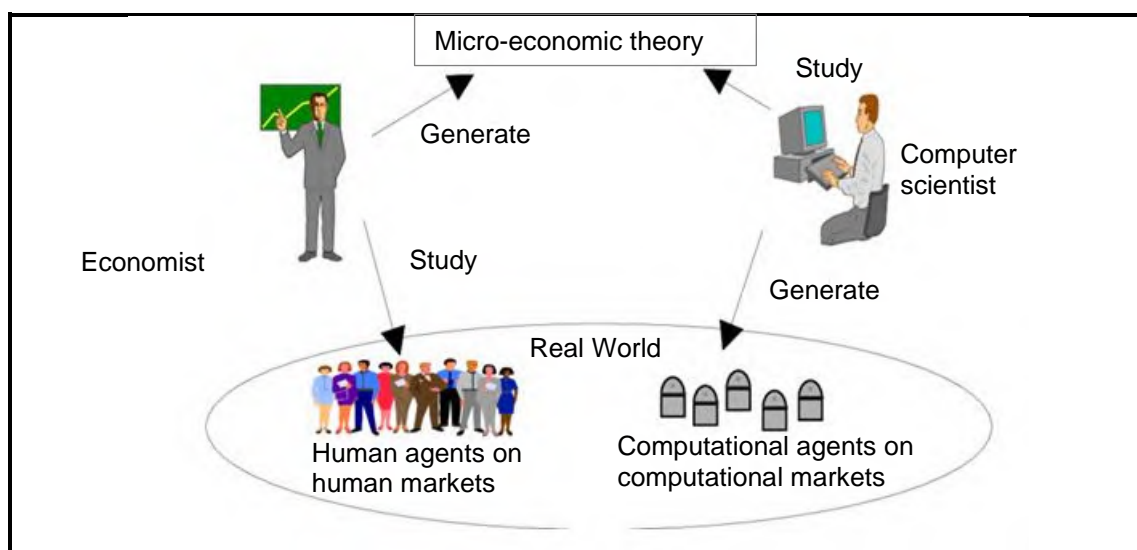 Micro-economic theory
Study
Generate
Computer
scientist
Economist
Study
Generate
Real World
Human agents on
human markets
Computational agents on
computational markets